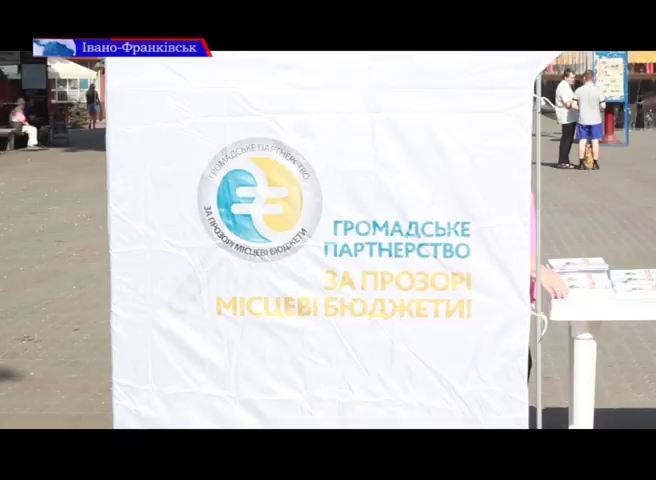 Івано-Франківськ
ГРОМАДСЬКЕ ПАРТНЕРСТВО
ЗА ПРОЗОРІ МІСЦЕВІ БЮДЖЕТИ
ГРОМАДСЬКЕ
ПАРТНЕРСТВО
ЗА ПРОЗОРІ
МІСЦЕВІ БЮДЖЕТИ!